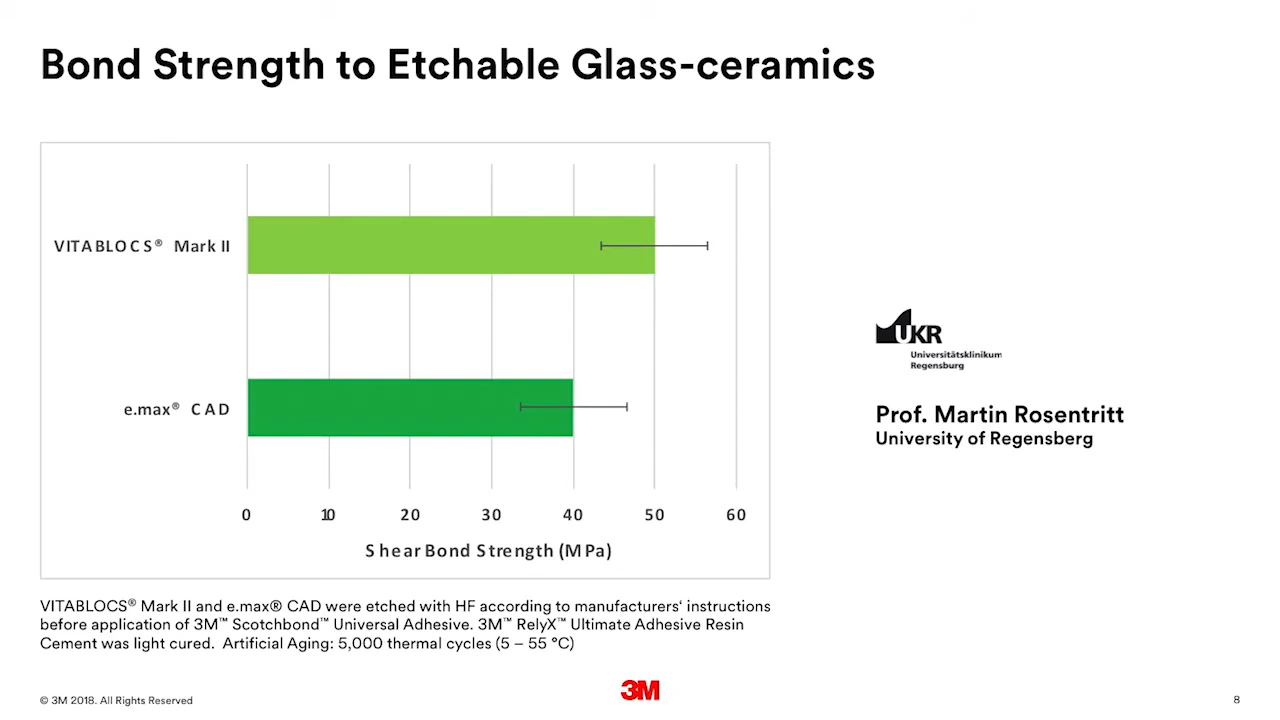 Bond Strength to Etchable Glass-ceramics
VITABLOCS® Mark II
e.max® CAD
0 10 20 30 40 50 60
Shear Bond Strength (MPa)
UKR
Universitätsklinikum
Regensburg
Prof. Martin Rosentritt
University of Regensberg
VITABLOCS® Mark II and e.max® CAD were etched with HF according to manufacturers‘ instructions
before application of 3M™ Scotchbond™ Universal Adhesive. 3M™ RelyX™ Ultimate Adhesive Resin
Cement was light cured. Artificial Aging: 5,000 thermal cycles (5 – 55 °C)
© 3M 2018. All Rights Reserved
3M
8